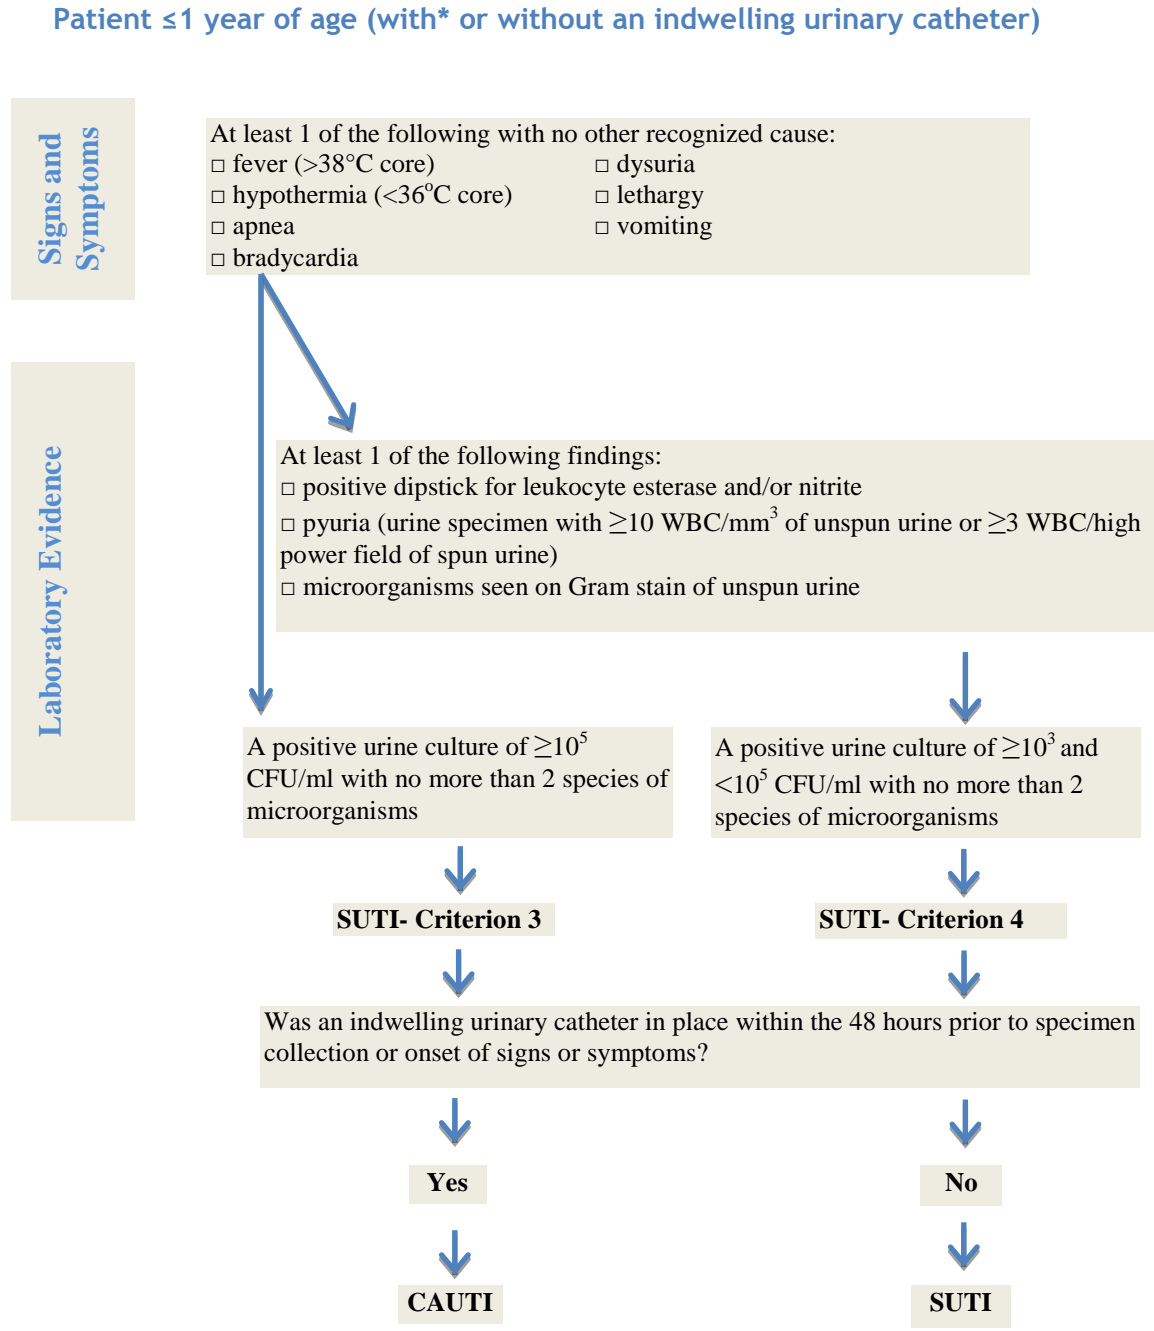 Patient ≤1 year of age (with* or without an indwelling urinary catheter)
Signs and
Symptoms
At least 1 of the following with no other recognized cause:
□ fever (>38°C core) □ dysuria
□ hypothermia (<36°C core) □ lethargy
□ apnea □ vomiting
□ bradycardia
Laboratory Evidence
At least 1 of the following findings:
□ positive dipstick for leukocyte esterase and/or nitrite
□ pyuria (urine specimen with ≥10 WBC/mm³ of unspun urine or ≥3 WBC/high
power field of spun urine)
□ microorganisms seen on Gram stain of unspun urine
A positive urine culture of ≥10⁵
CFU/ml with no more than 2 species of
microorganisms
A positive urine culture of ≥10³ and
<10⁵ CFU/ml with no more than 2
species of microorganisms
SUTI- Criterion 3
SUTI- Criterion 4
Was an indwelling urinary catheter in place within the 48 hours prior to specimen
collection or onset of signs or symptoms?
Yes
No
CAUTI
SUTI